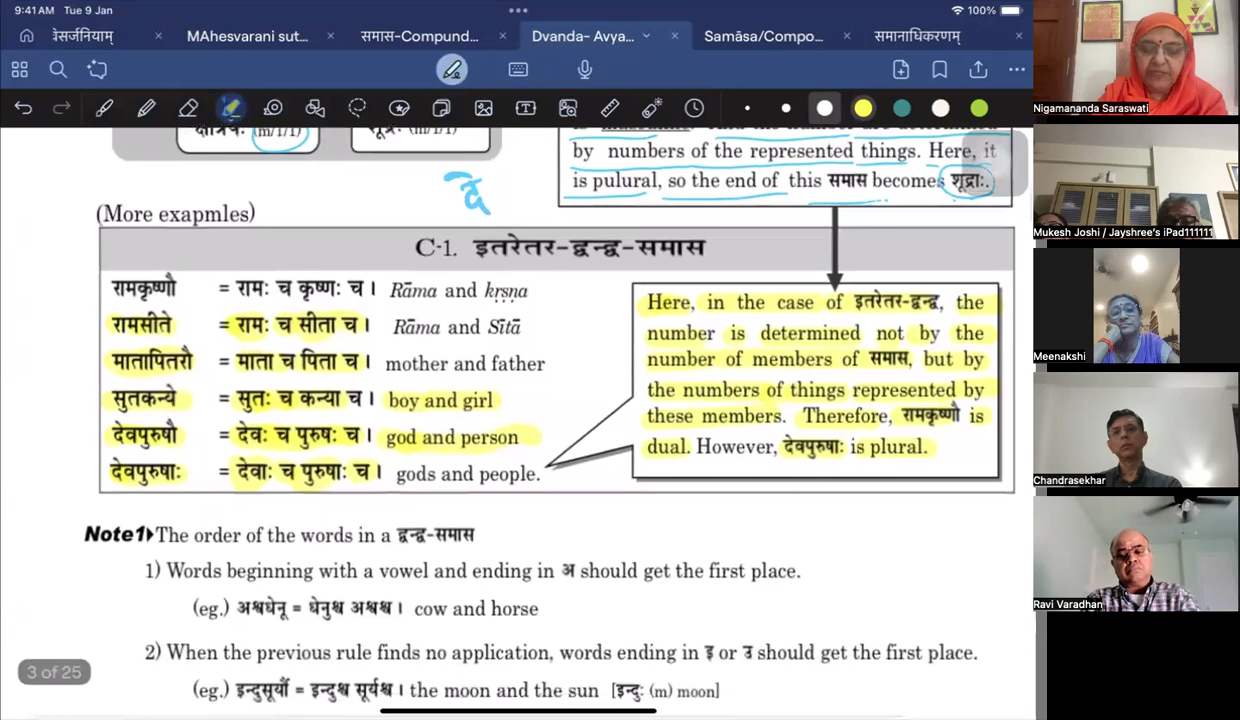 9:41 AM Tue 9 Jan
100%
वेसर्जनियाम्
MAhesvarani sut...
समास-Compund...
Dvanda- Avya...
Samāsa/Compo...
समानाधिकरणम्
क्षत्रियः (m/1/1)
शूद्रः (m/1/1)
by numbers of the represented things. Here, it
is pulural, so the end of this समास becomes शूद्राः.
(More exapmles)
C-1. इतरेतर-द्वन्द्व-समास
रामकृष्णौ = रामः च कृष्णः च। Rāma and kṛṣṇa
रामसीते = रामः च सीता च। Rāma and Sītā
मातापितरौ = माता च पिता च। mother and father
सुतकन्ये = सुतः च कन्या च। boy and girl
देवपुरुषौ = देवः च पुरुषः च। god and person
देवपुरुषाः = देवाः च पुरुषाः च। gods and people.
Here, in the case of इतरेतर-द्वन्द्व, the
number is determined not by the
number of members of समास, but by
the numbers of things represented by
these members. Therefore, रामकृष्णौ is
dual. However, देवपुरुषाः is plural.
Note1 The order of the words in a द्वन्द्व-समास
1) Words beginning with a vowel and ending in अ should get the first place.
(eg.) अश्वधेनू = धेनुश्च अश्वश्च। cow and horse
2) When the previous rule finds no application, words ending in इ or उ should get the first place.
(eg.) इन्दुसूर्यौ = इन्दुश्च सूर्यश्च। the moon and the sun [इन्दुः (m) moon]
3 of 25
Nigamananda Saraswati
Mukesh Joshi / Jayshree's iPad111111
Meenakshi
Chandrasekhar
Ravi Varadhan